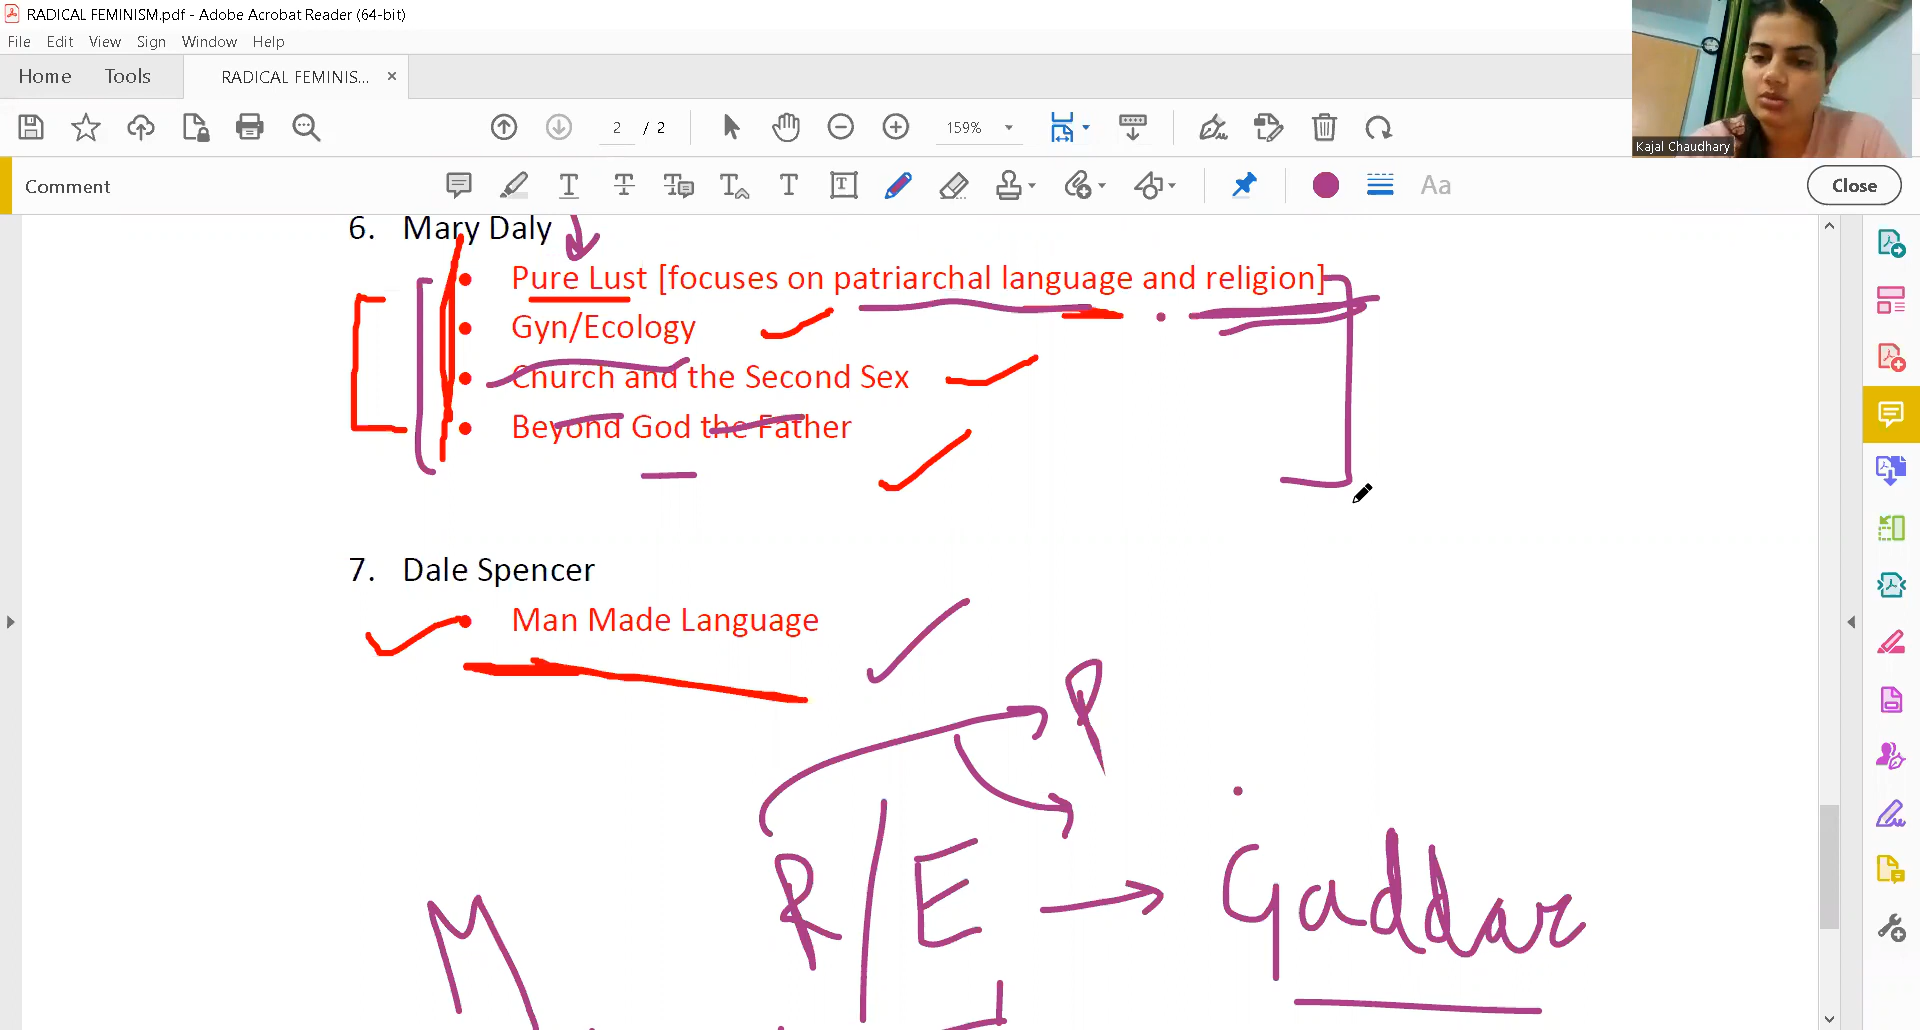 RADICAL FEMINISM.pdf - Adobe Acrobat Reader (64-bit)
File Edit View Sign Window Help
Home Tools RADICAL FEMINIS... ×
2 / 2 159%
Kajal Chaudhary
Comment
Aa
Close
6. Mary Daly
• Pure Lust [focuses on patriarchal language and religion]
• Gyn/Ecology
• Church and the Second Sex
• Beyond God the Father
7. Dale Spencer
• Man Made Language
P
R/E → Gaddar
M